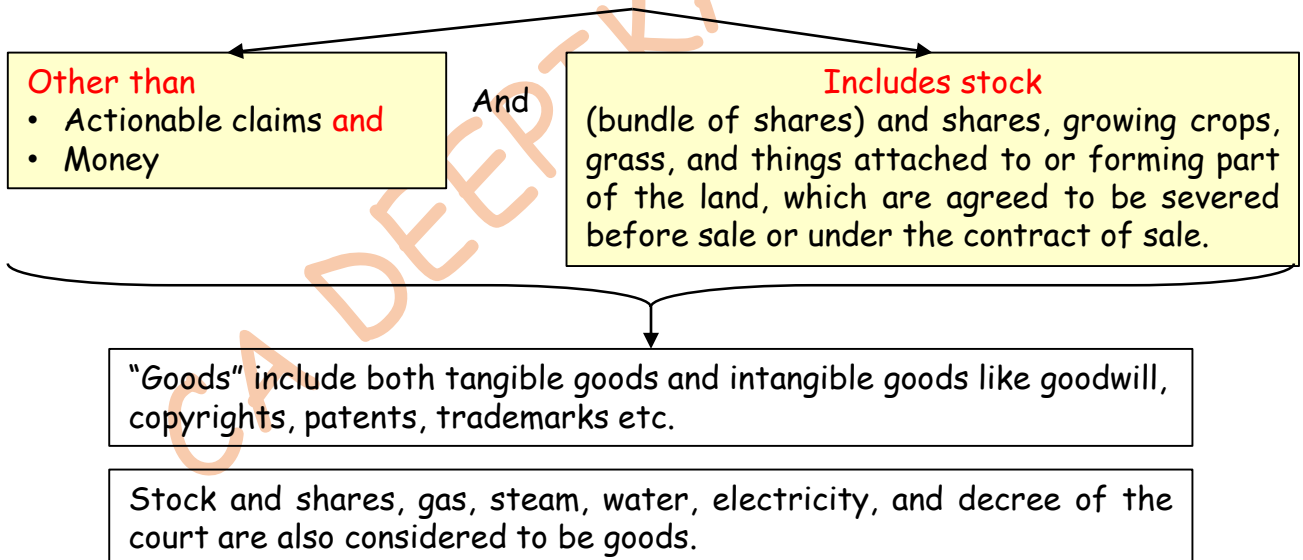 Other than
• Actionable claims and
• Money
And
Includes stock
(bundle of shares) and shares, growing crops,
grass, and things attached to or forming part
of the land, which are agreed to be severed
before sale or under the contract of sale.
“Goods” include both tangible goods and intangible goods like goodwill,
copyrights, patents, trademarks etc.
Stock and shares, gas, steam, water, electricity, and decree of the
court are also considered to be goods.
CA DEEPIKA